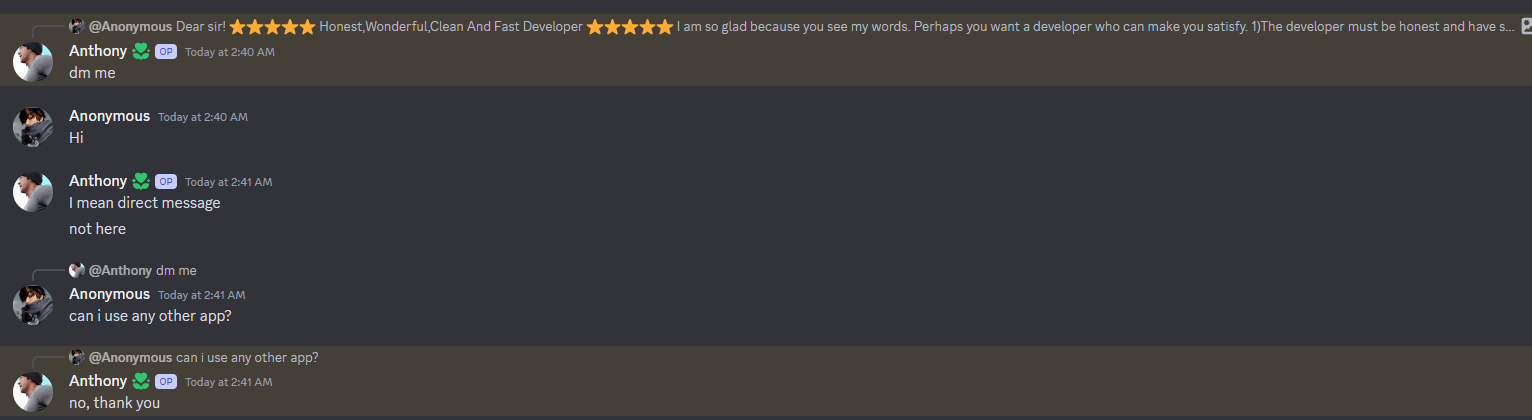 @Anonymous Dear sir! ⭐⭐⭐⭐⭐ Honest,Wonderful,Clean And Fast Developer ⭐⭐⭐⭐⭐ I am so glad because you see my words. Perhaps you want a developer who can make you satisfy. 1)The developer must be honest and have s...
Anthony OP Today at 2:40 AM
dm me
Anonymous Today at 2:40 AM
Hi
Anthony OP Today at 2:41 AM
I mean direct message
not here
@Anthony dm me
Anonymous Today at 2:41 AM
can i use any other app?
@Anonymous can i use any other app?
Anthony OP Today at 2:41 AM
no, thank you